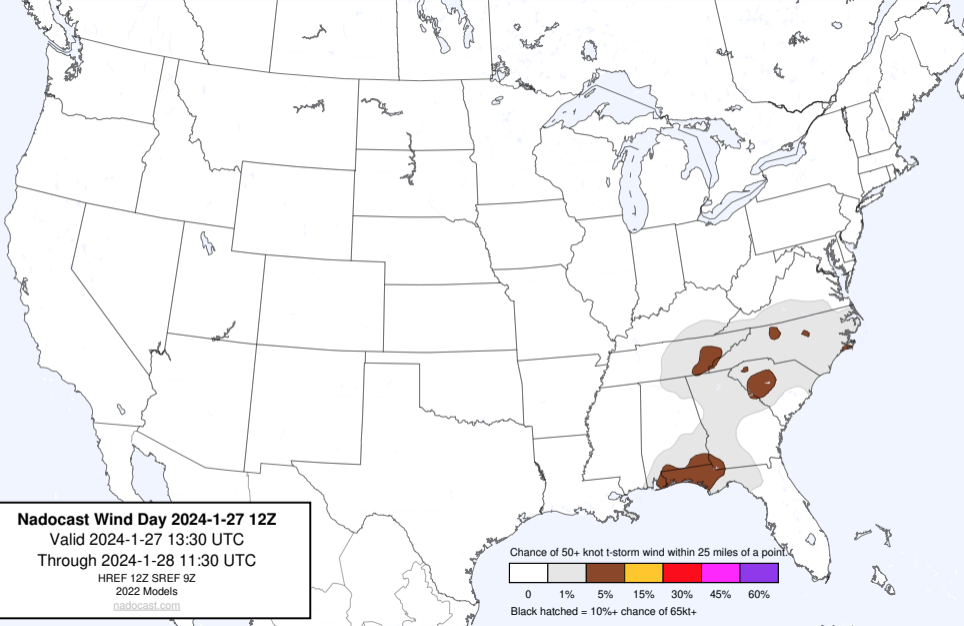 Nadocast Wind Day 2024-1-27 12Z
Valid 2024-1-27 13:30 UTC
Through 2024-1-28 11:30 UTC
HREF 12Z SREF 9Z
2022 Models
nadocast.com
Chance of 50+ knot t-storm wind within 25 miles of a point.
0 1% 5% 15% 30% 45% 60%
Black hatched = 10%+ chance of 65kt+